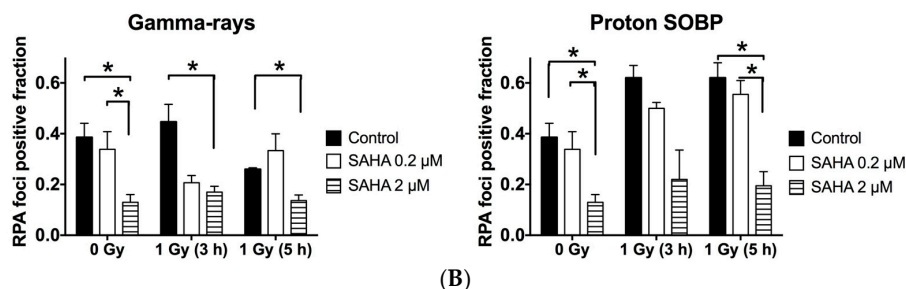 Gamma-rays
RPA foci positive fraction
0.6
0.4
0.2
0.0
*
*
*
*
0 Gy 1 Gy (3 h) 1 Gy (5 h)
Control
SAHA 0.2 µM
SAHA 2 µM
Proton SOBP
RPA foci positive fraction
0.6
0.4
0.2
0.0
*
*
*
*
0 Gy 1 Gy (3 h) 1 Gy (5 h)
Control
SAHA 0.2 µM
SAHA 2 µM
(B)